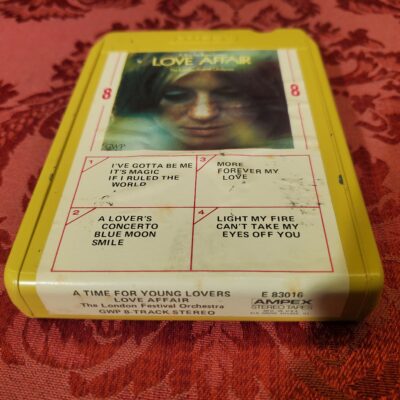 LOVE AFFAIR
8
8
GWP
1
I'VE GOTTA BE ME
IT'S MAGIC
IF I RULED THE
WORLD
3
MORE
FOREVER MY
LOVE
2
A LOVER'S
CONCERTO
BLUE MOON
SMILE
4
LIGHT MY FIRE
CAN'T TAKE MY
EYES OFF YOU
A TIME FOR YOUNG LOVERS
LOVE AFFAIR
The London Festival Orchestra
GWP 8-TRACK STEREO
E 83016
AMPEX
STEREO TAPES